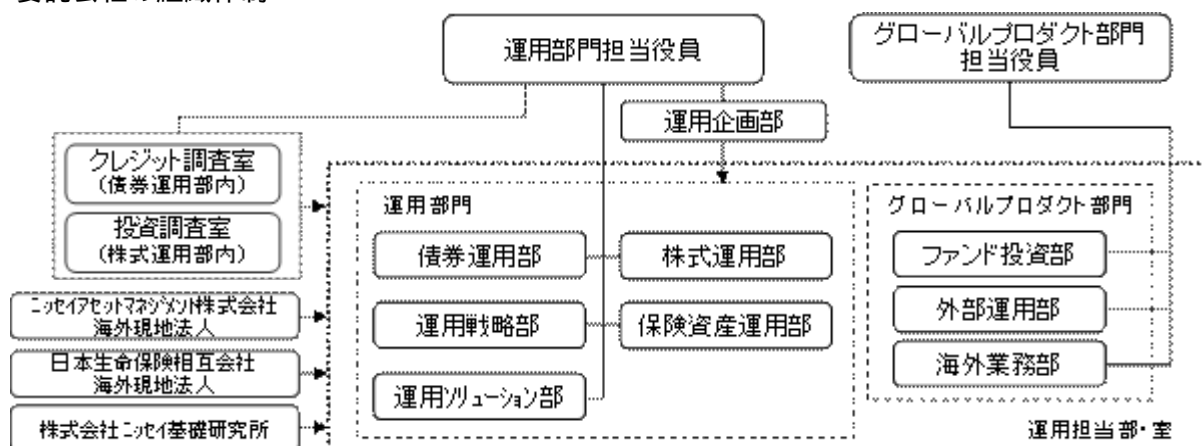 運用部門担当役員
グローバルプロダクト部門
担当役員
運用企画部
クレジット調査室
（債券運用部内）
投資調査室
（株式運用部内）
運用部門
債券運用部
株式運用部
運用戦略部
保険資産運用部
運用ソリューション部
グローバルプロダクト部門
ファンド投資部
外部運用部
海外業務部
ニッセイアセットマネジメント株式会社
海外現地法人
日本生命保険相互会社
海外現地法人
株式会社ニッセイ基礎研究所
運用担当部・室